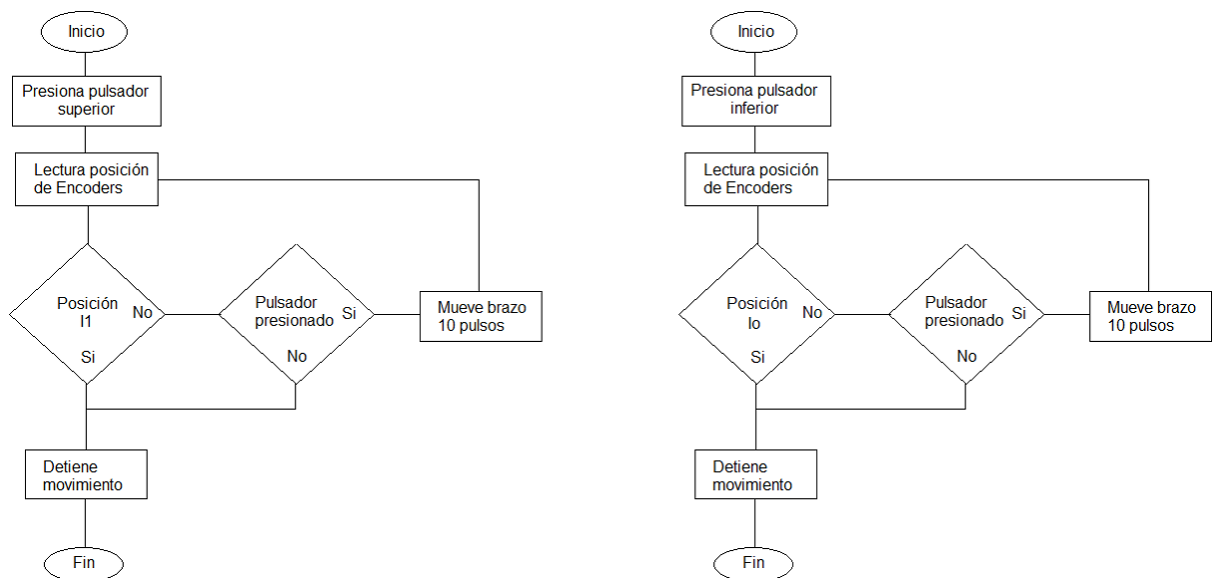 Inicio
Presiona pulsador
superior
Lectura posición
de Encoders
Posición
I1
No
Si
Pulsador
presionado
Si
No
Mueve brazo
10 pulsos
Detiene
movimiento
Fin
Inicio
Presiona pulsador
inferior
Lectura posición
de Encoders
Posición
Io
No
Si
Pulsador
presionado
Si
No
Mueve brazo
10 pulsos
Detiene
movimiento
Fin